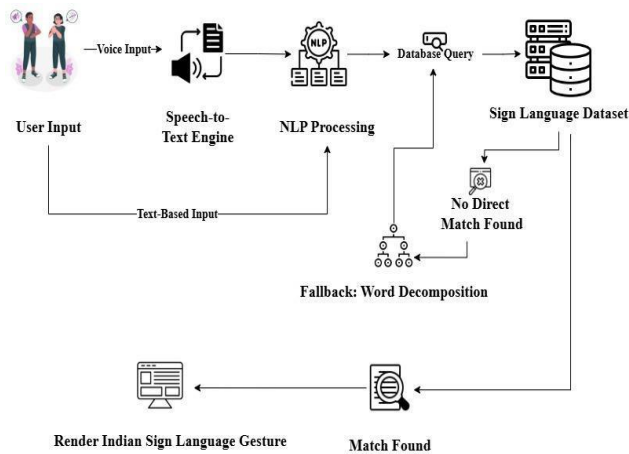 Voice Input
NLP
Database Query
User Input
Speech-to-
Text Engine
NLP Processing
Sign Language Dataset
No Direct
Match Found
Text-Based Input
Fallback: Word Decomposition
Render Indian Sign Language Gesture
Match Found